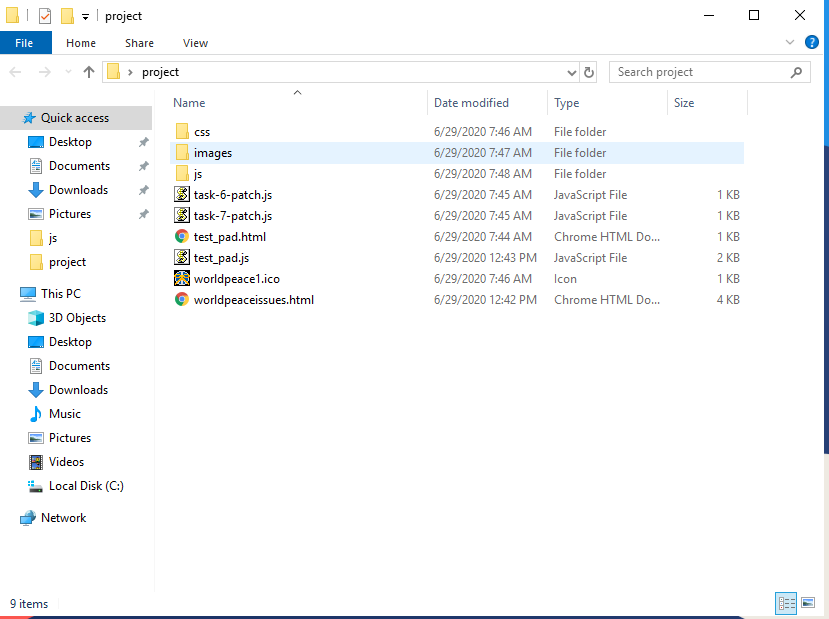 project
File Home Share View
project Search project
Name Date modified Type Size
Quick access
Desktop
Documents
Downloads
Pictures
js
project
This PC
3D Objects
Desktop
Documents
Downloads
Music
Pictures
Videos
Local Disk (C:)
Network
css 6/29/2020 7:46 AM File folder
images 6/29/2020 7:47 AM File folder
js 6/29/2020 7:48 AM File folder
task-6-patch.js 6/29/2020 7:45 AM JavaScript File 1 KB
task-7-patch.js 6/29/2020 7:45 AM JavaScript File 1 KB
test_pad.html 6/29/2020 7:44 AM Chrome HTML Do... 1 KB
test_pad.js 6/29/2020 12:43 PM JavaScript File 2 KB
worldpeace1.ico 6/29/2020 7:46 AM Icon 1 KB
worldpeaceissues.html 6/29/2020 12:42 PM Chrome HTML Do... 4 KB
9 items